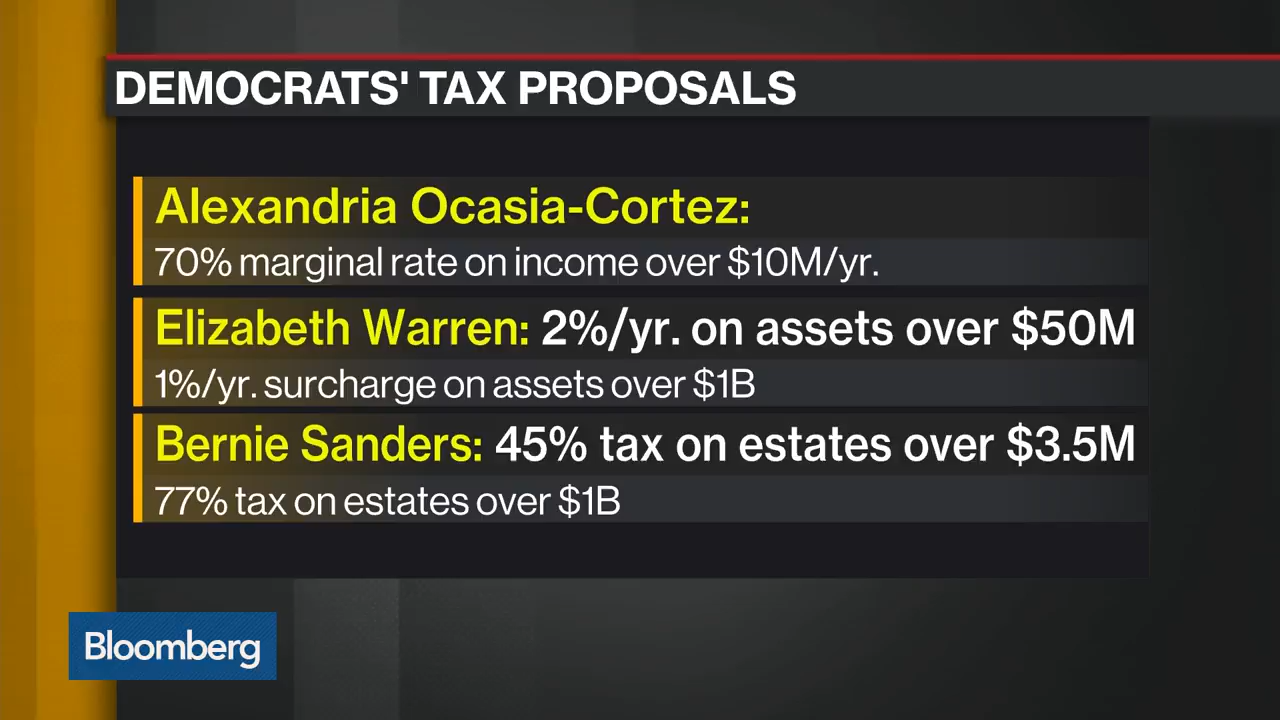 DEMOCRATS' TAX PROPOSALS
Alexandria Ocasia-Cortez:
70% marginal rate on income over $10M/yr.
Elizabeth Warren: 2%/yr. on assets over $50M
1%/yr. surcharge on assets over $1B
Bernie Sanders: 45% tax on estates over $3.5M
77% tax on estates over $1B
Bloomberg